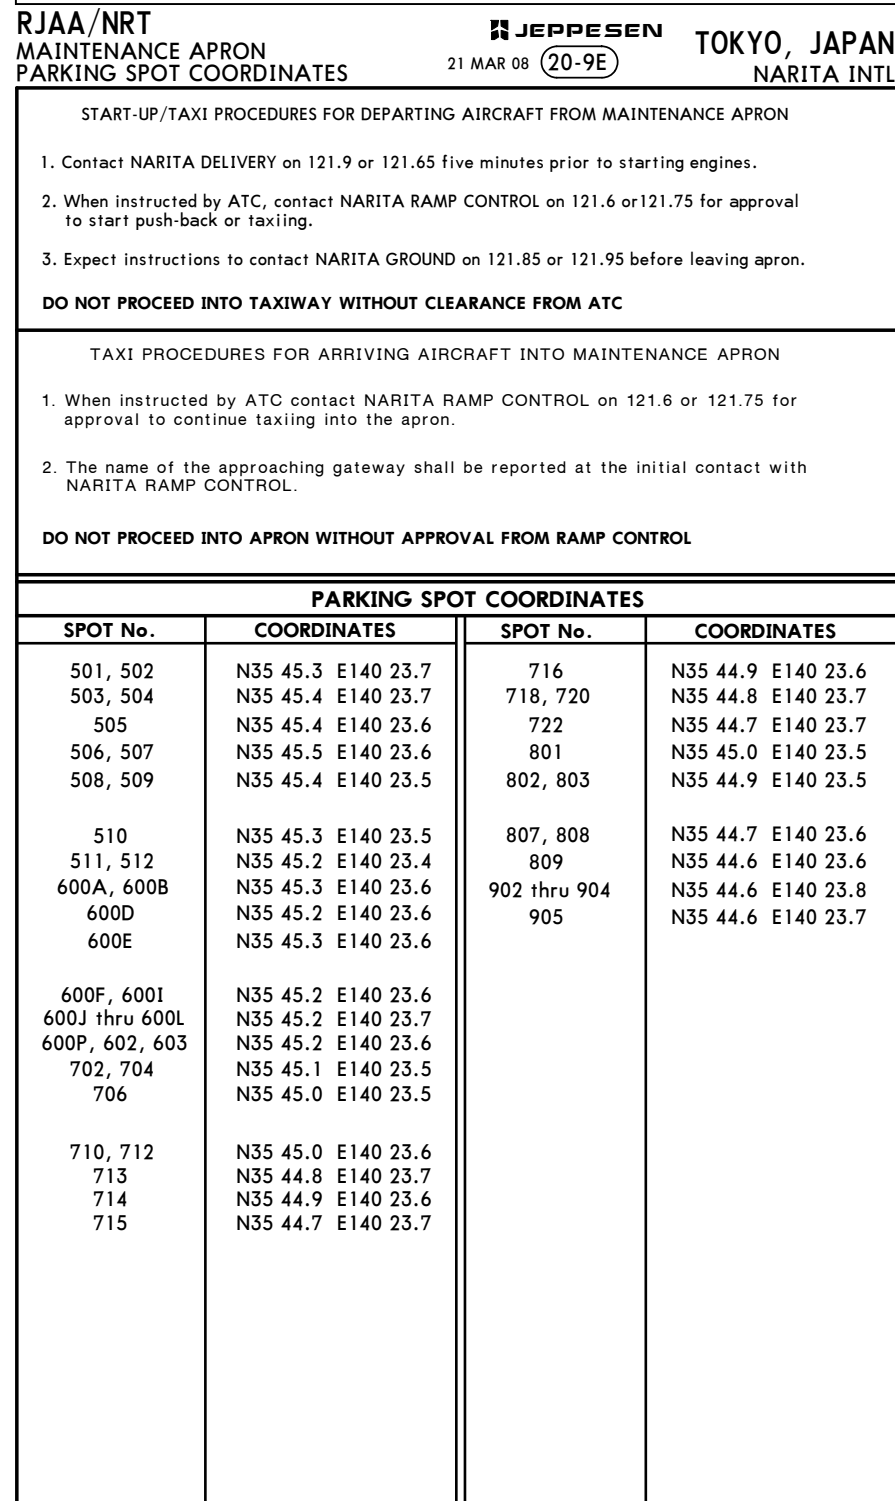 RJAA/NRT
MAINTENANCE APRON
PARKING SPOT COORDINATES
JEPPESEN
21 MAR 08 20-9E
TOKYO, JAPAN
NARITA INTL
START-UP/TAXI PROCEDURES FOR DEPARTING AIRCRAFT FROM MAINTENANCE APRON
1. Contact NARITA DELIVERY on 121.9 or 121.65 five minutes prior to starting engines.
2. When instructed by ATC, contact NARITA RAMP CONTROL on 121.6 or121.75 for approval
to start push-back or taxiing.
3. Expect instructions to contact NARITA GROUND on 121.85 or 121.95 before leaving apron.
DO NOT PROCEED INTO TAXIWAY WITHOUT CLEARANCE FROM ATC
TAXI PROCEDURES FOR ARRIVING AIRCRAFT INTO MAINTENANCE APRON
1. When instructed by ATC contact NARITA RAMP CONTROL on 121.6 or 121.75 for
approval to continue taxiing into the apron.
2. The name of the approaching gateway shall be reported at the initial contact with
NARITA RAMP CONTROL.
DO NOT PROCEED INTO APRON WITHOUT APPROVAL FROM RAMP CONTROL
PARKING SPOT COORDINATES
SPOT No. COORDINATES SPOT No. COORDINATES
501, 502 N35 45.3 E140 23.7 716 N35 44.9 E140 23.6
503, 504 N35 45.4 E140 23.7 718, 720 N35 44.8 E140 23.7
505 N35 45.4 E140 23.6 722 N35 44.7 E140 23.7
506, 507 N35 45.5 E140 23.6 801 N35 45.0 E140 23.5
508, 509 N35 45.4 E140 23.5 802, 803 N35 44.9 E140 23.5
510 N35 45.3 E140 23.5 807, 808 N35 44.7 E140 23.6
511, 512 N35 45.2 E140 23.4 809 N35 44.6 E140 23.6
600A, 600B N35 45.3 E140 23.6 902 thru 904 N35 44.6 E140 23.8
600D N35 45.2 E140 23.6 905 N35 44.6 E140 23.7
600E N35 45.3 E140 23.6
600F, 600I N35 45.2 E140 23.6
600J thru 600L N35 45.2 E140 23.7
600P, 602, 603 N35 45.2 E140 23.6
702, 704 N35 45.1 E140 23.5
706 N35 45.0 E140 23.5
710, 712 N35 45.0 E140 23.6
713 N35 44.8 E140 23.7
714 N35 44.9 E140 23.6
715 N35 44.7 E140 23.7